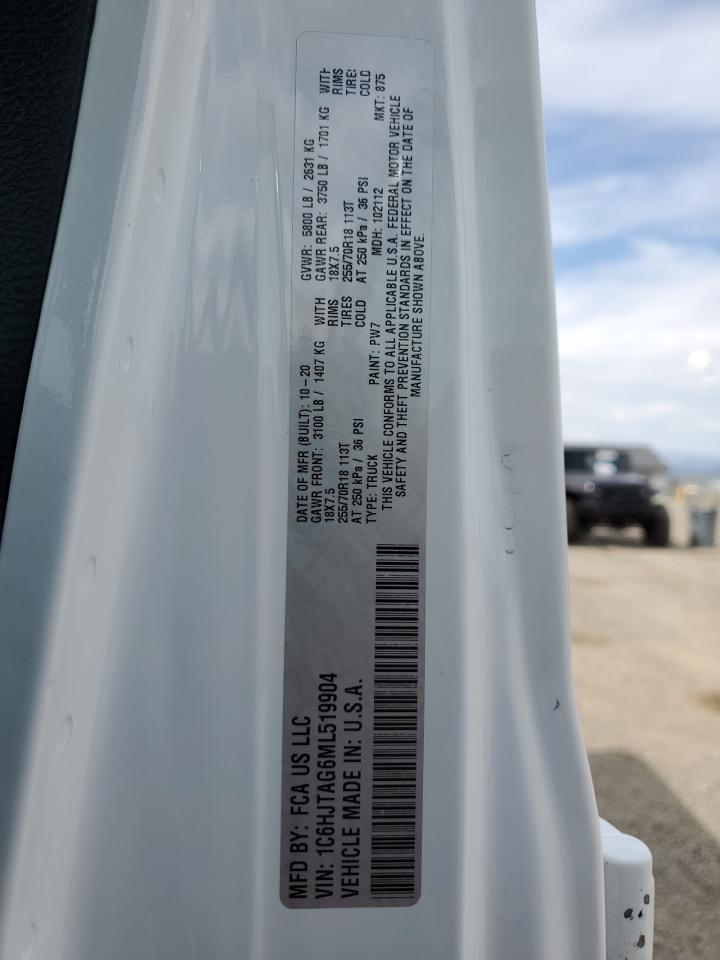 MFD BY: FCA US LLC
VIN: 1C6HJTAG6ML519904
VEHICLE MADE IN: U.S.A.
DATE OF MFR (BUILT): 10-20 GVWR: 5800 LB / 2631 KG
GAWR FRONT: 3100 LB / 1407 KG WITH GAWR REAR: 3750 LB / 1701 KG WITH
18X7.5 RIMS 18X7.5 RIMS
255/70R18 113T TIRES 255/70R18 113T TIRES
AT 250 kPa / 36 PSI COLD AT 250 kPa / 36 PSI COLD
TYPE: TRUCK PAINT: PW7 MDH: 102112 MKT: 875
THIS VEHICLE CONFORMS TO ALL APPLICABLE U.S.A. FEDERAL MOTOR VEHICLE
SAFETY AND THEFT PREVENTION STANDARDS IN EFFECT ON THE DATE OF
MANUFACTURE SHOWN ABOVE.